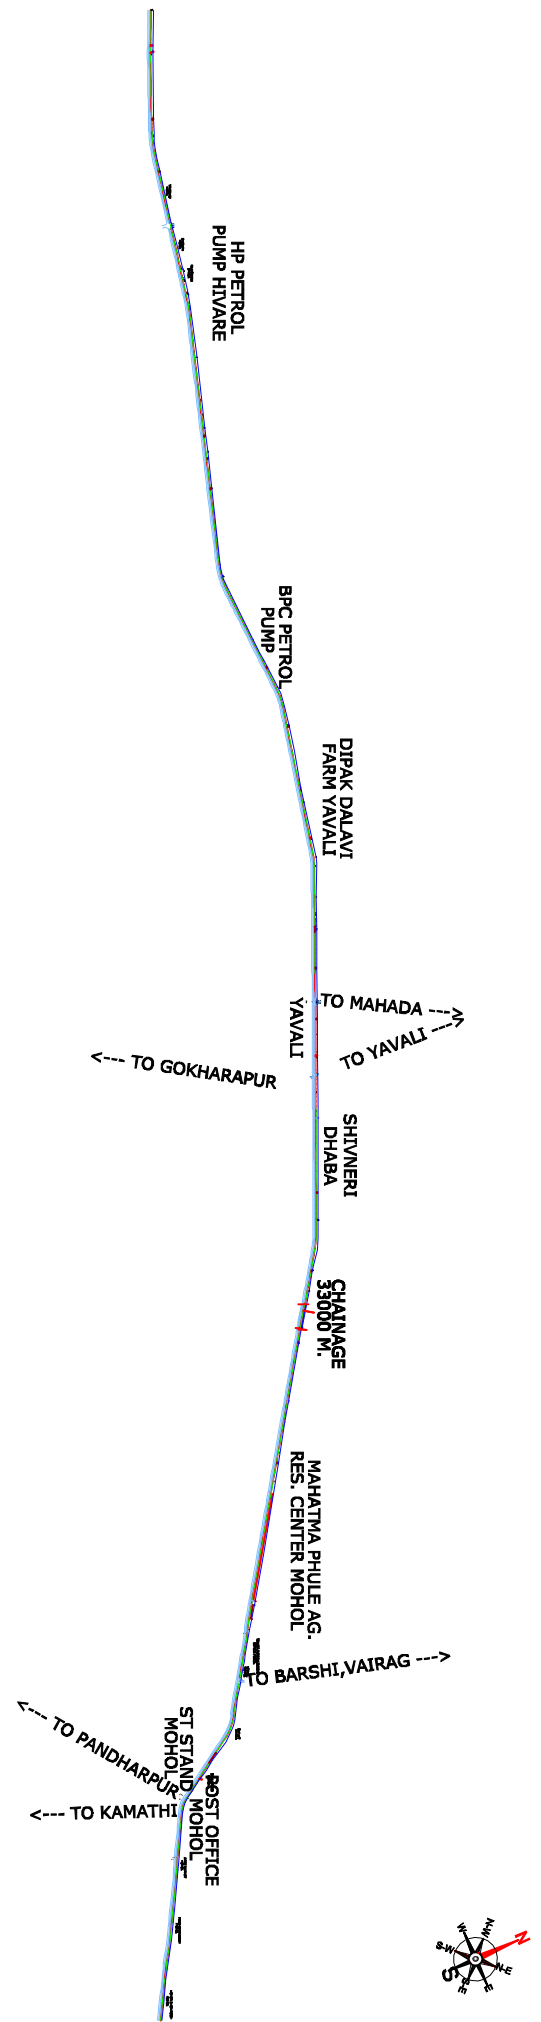 HP PETROL
PUMP HIVARE
BPC PETROL
PUMP
DIPAK DALAVI
FARM YAVALI
TO MAHADA --->
YAVALI
TO YAVALI --->
<--- TO GOKHARAPUR
SHIVNERI
DHABA
CHAINAGE
33000 M.
MAHATMA PHULE AG.
RES. CENTER MOHOL
TO BARSHI,VAIRAG --->
<--- TO PANDHARPUR
ST STAND
MOHOL
POST OFFICE
MOHOL
<--- TO KAMATHI
N
N-W
W
S-W
S
S-E
E
N-E